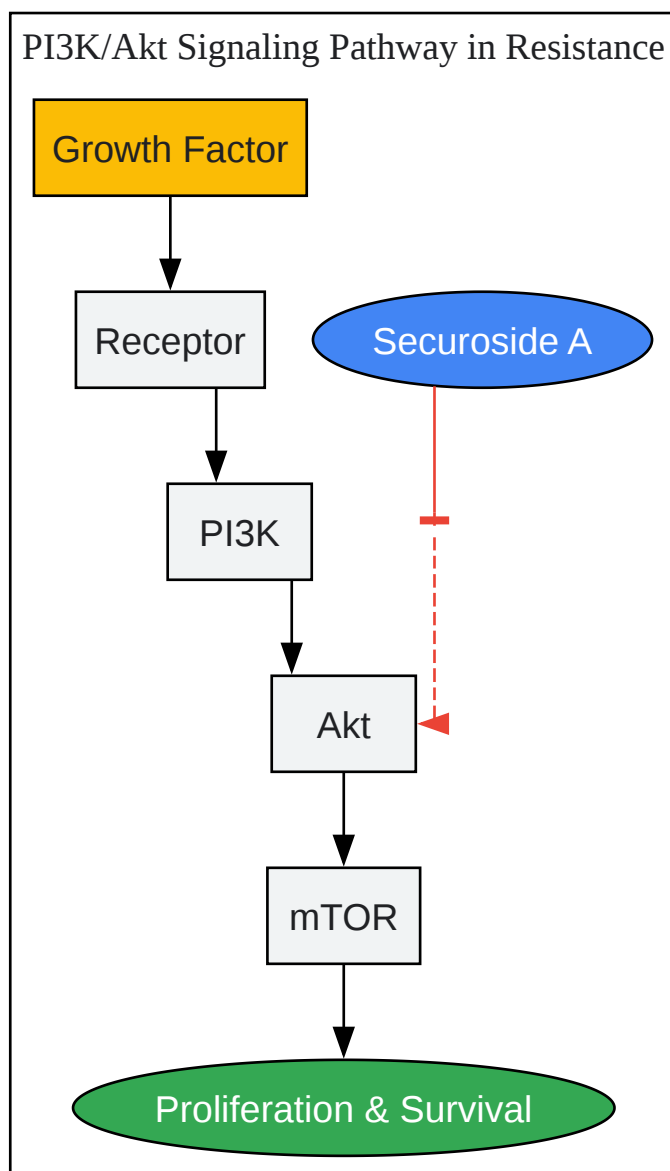 PI3K/Akt Signaling Pathway in Resistance
Growth Factor
Receptor
Securoside A
PI3K
Akt
mTOR
Proliferation & Survival